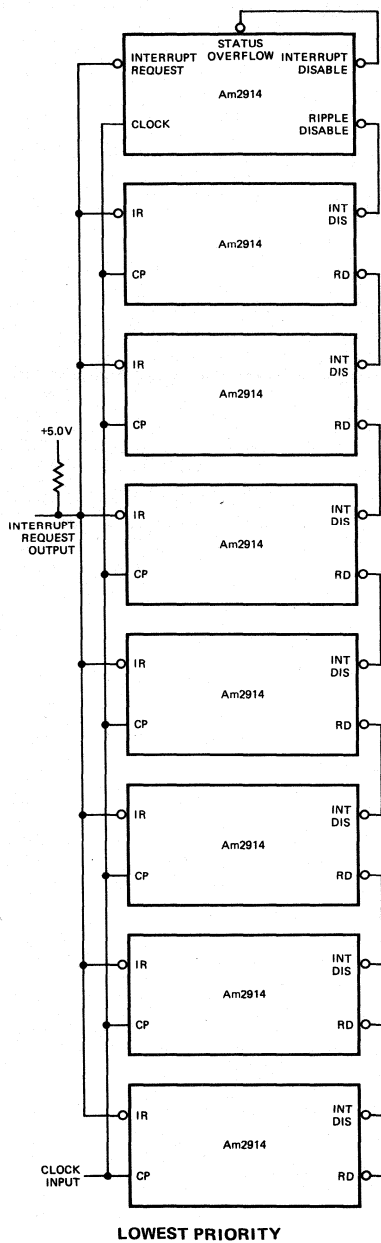 STATUS
OVERFLOW
INTERRUPT
REQUEST
INTERRUPT
DISABLE
Am2914
CLOCK
RIPPLE
DISABLE
IR
INT
DIS
Am2914
CP
RD
IR
INT
DIS
Am2914
CP
RD
+5.0V
IR
INT
DIS
INTERRUPT
REQUEST
OUTPUT
Am2914
CP
RD
IR
INT
DIS
Am2914
CP
RD
IR
INT
DIS
Am2914
CP
RD
IR
INT
DIS
Am2914
CP
RD
IR
INT
DIS
Am2914
CLOCK
INPUT
CP
RD
LOWEST PRIORITY